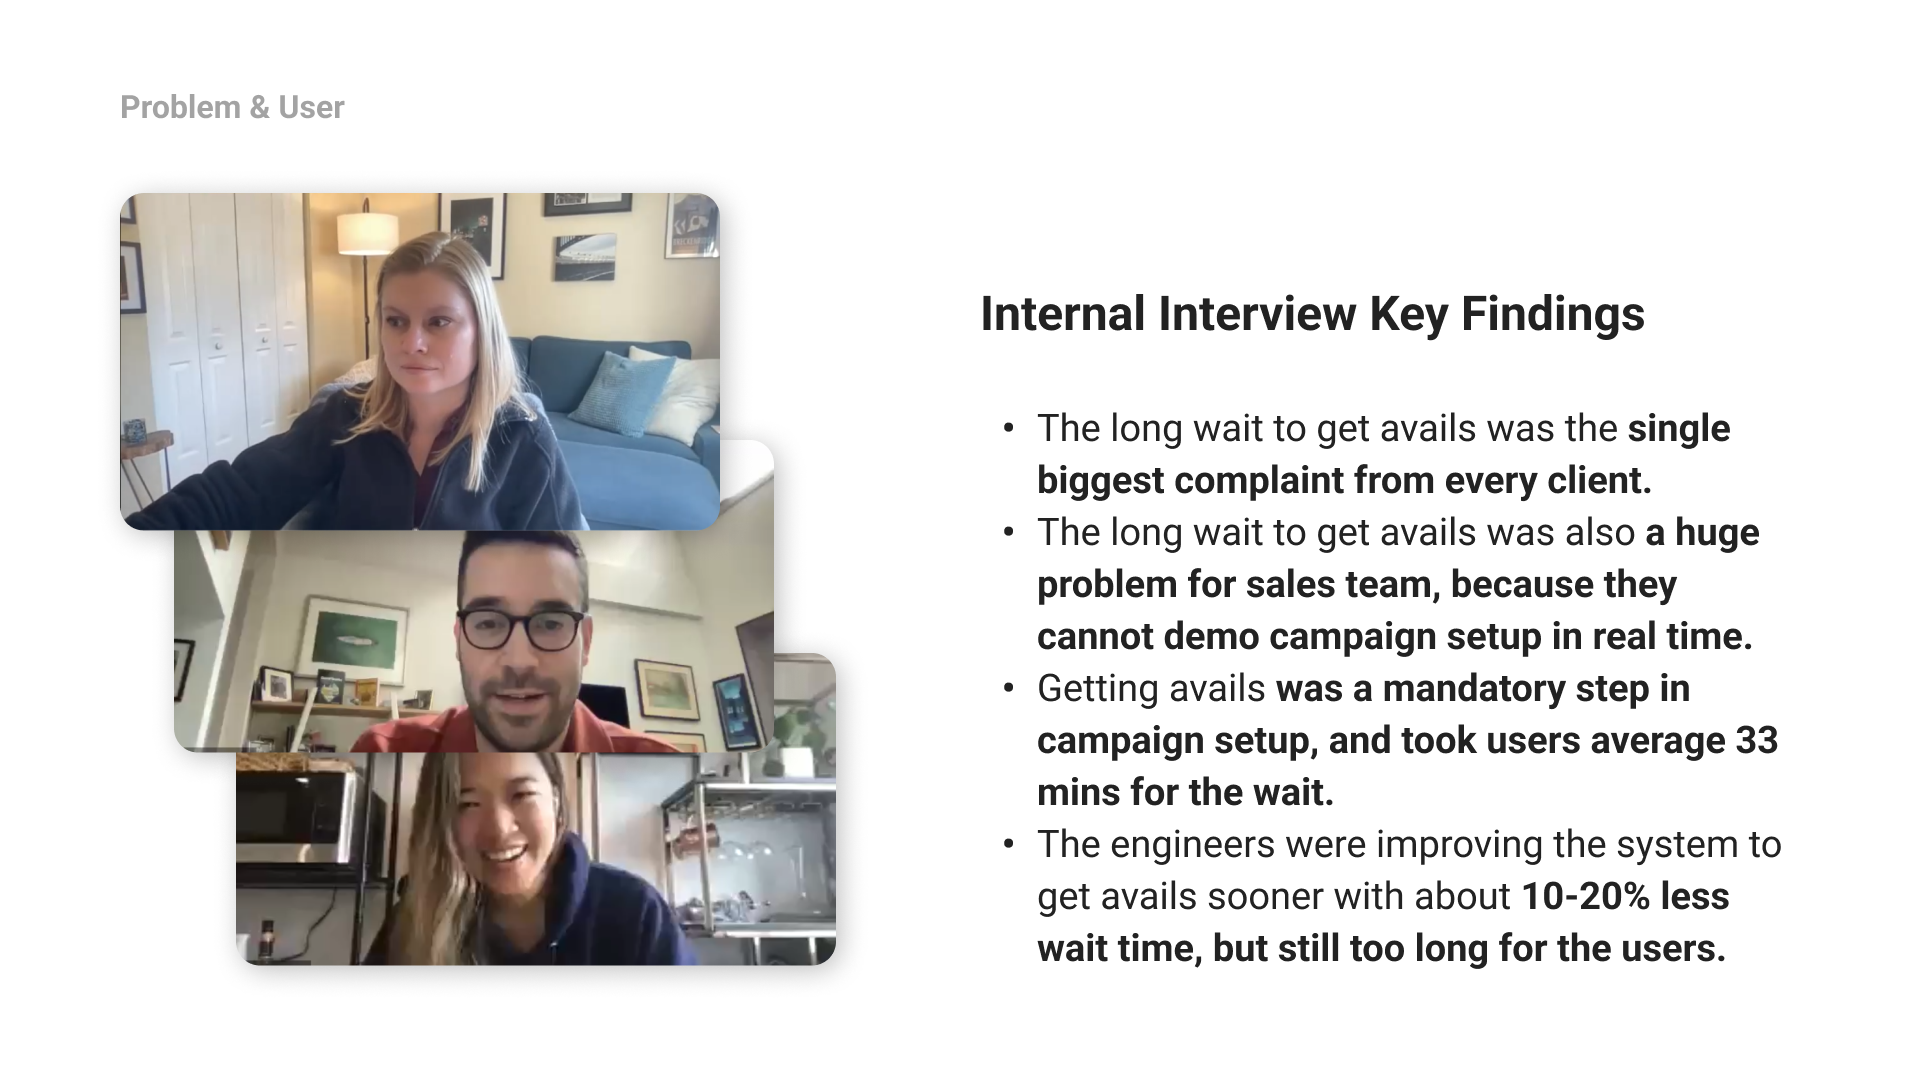 Problem & User
Internal Interview Key Findings
• The long wait to get avails was the single
biggest complaint from every client.
• The long wait to get avails was also a huge
problem for sales team, because they
cannot demo campaign setup in real time.
• Getting avails was a mandatory step in
campaign setup, and took users average 33
mins for the wait.
• The engineers were improving the system to
get avails sooner with about 10-20% less
wait time, but still too long for the users.